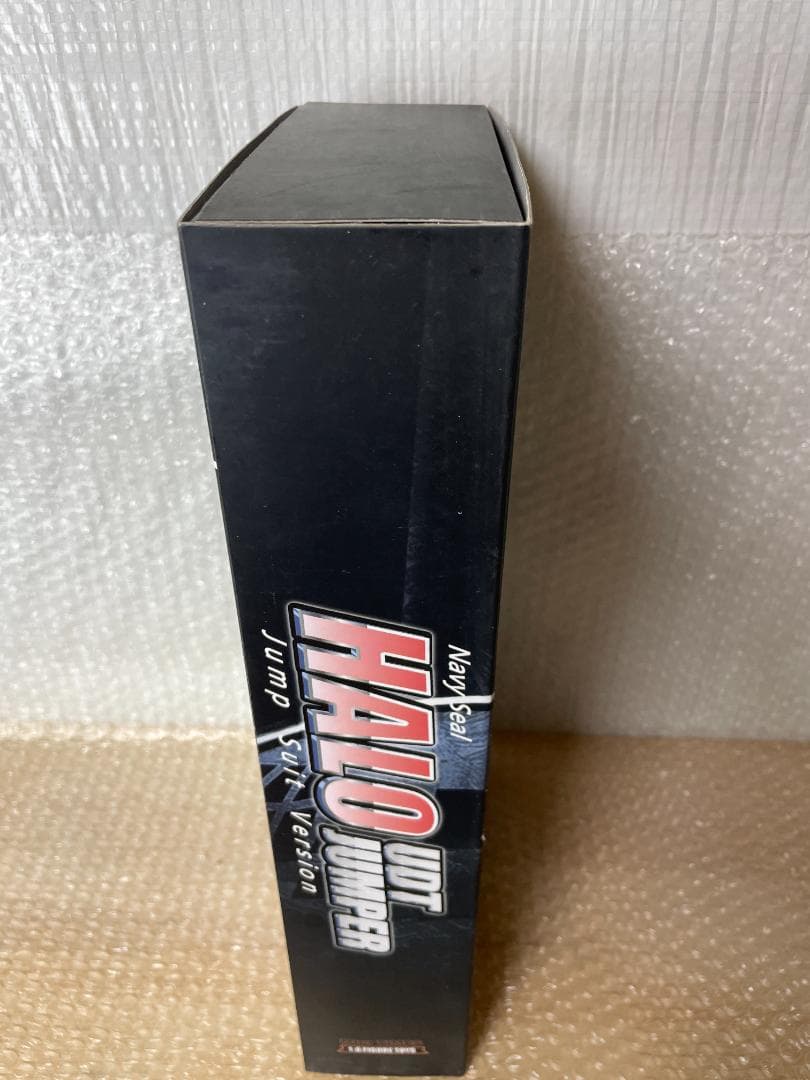 Navy Seal
HALO UDT
JUMPER
Jump Suit Version